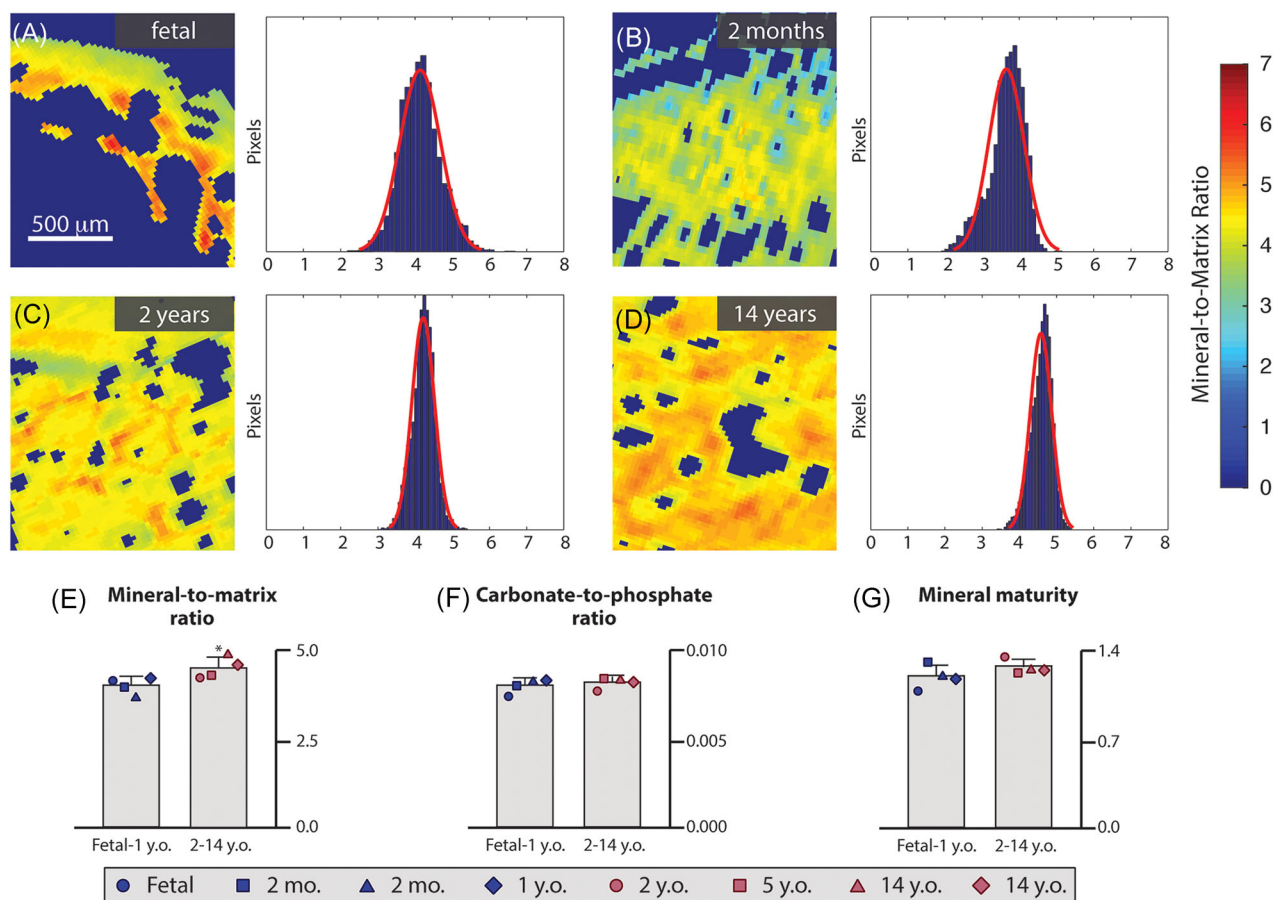 (A) fetal
500 μm
Pixels
0 1 2 3 4 5 6 7 8
(B) 2 months
Pixels
0 1 2 3 4 5 6 7 8
(C) 2 years
Pixels
0 1 2 3 4 5 6 7 8
(D) 14 years
Pixels
0 1 2 3 4 5 6 7 8
7
6
5
4
3
2
1
0
Mineral-to-Matrix Ratio
(E) Mineral-to-matrix
ratio
*
5.0
2.5
0.0
Fetal-1 y.o. 2-14 y.o.
(F) Carbonate-to-phosphate
ratio
0.010
0.005
0.000
Fetal-1 y.o. 2-14 y.o.
(G) Mineral maturity
1.4
0.7
0.0
Fetal-1 y.o. 2-14 y.o.
Fetal 2 mo. 2 mo. 1 y.o. 2 y.o. 5 y.o. 14 y.o. 14 y.o.